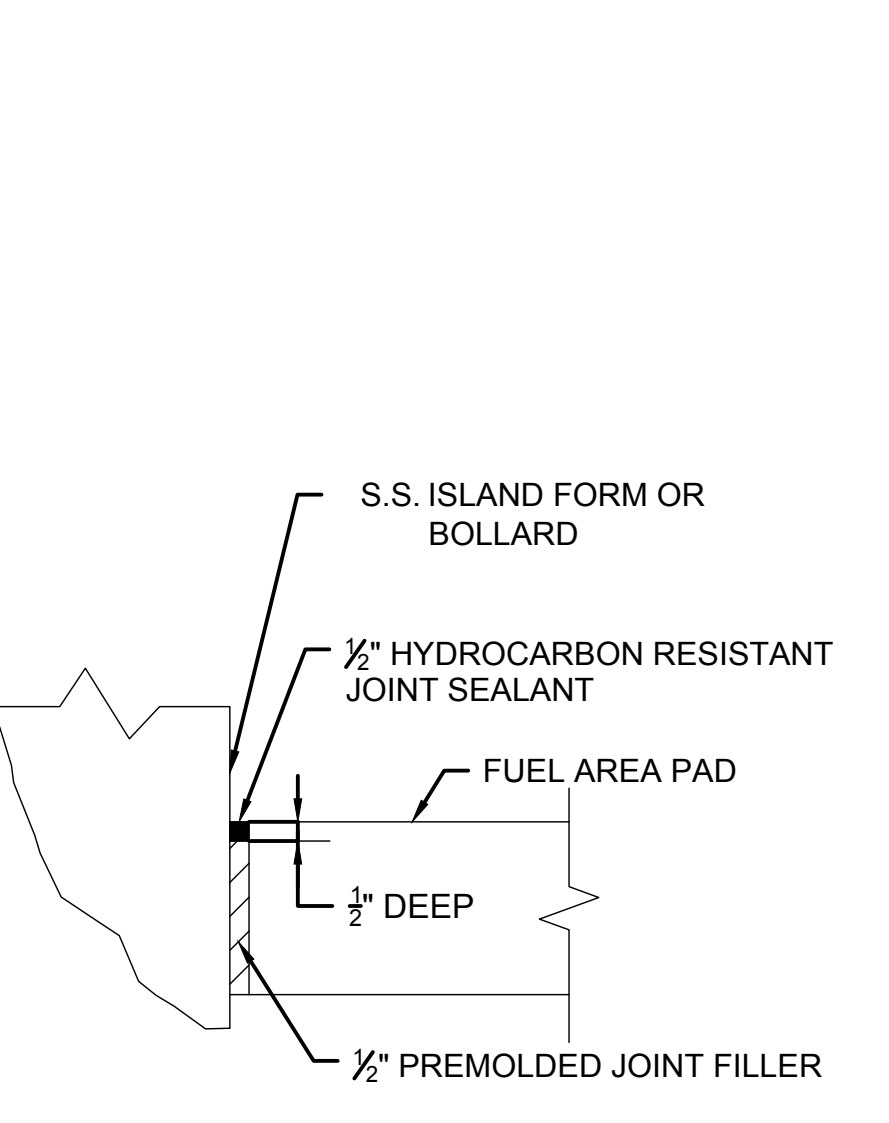 S.S. ISLAND FORM OR
BOLLARD
½" HYDROCARBON RESISTANT
JOINT SEALANT
FUEL AREA PAD
½" DEEP
½" PREMOLDED JOINT FILLER